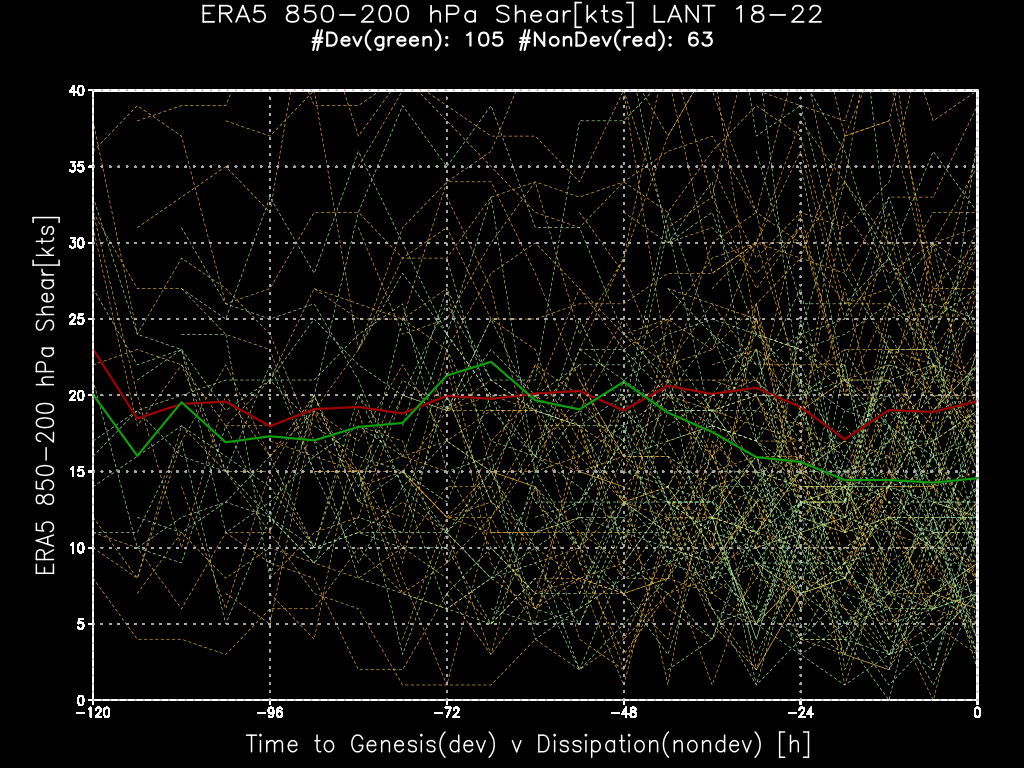 ERA5 850-200 hPa Shear[kts] LANT 18-22
#Dev(green): 105 #NonDev(red): 63
40
35
30
25
20
15
10
5
0
ERA5 850-200 hPa Shear[kts]
-120 -96 -72 -48 -24 0
Time to Genesis(dev) v Dissipation(nondev) [h]